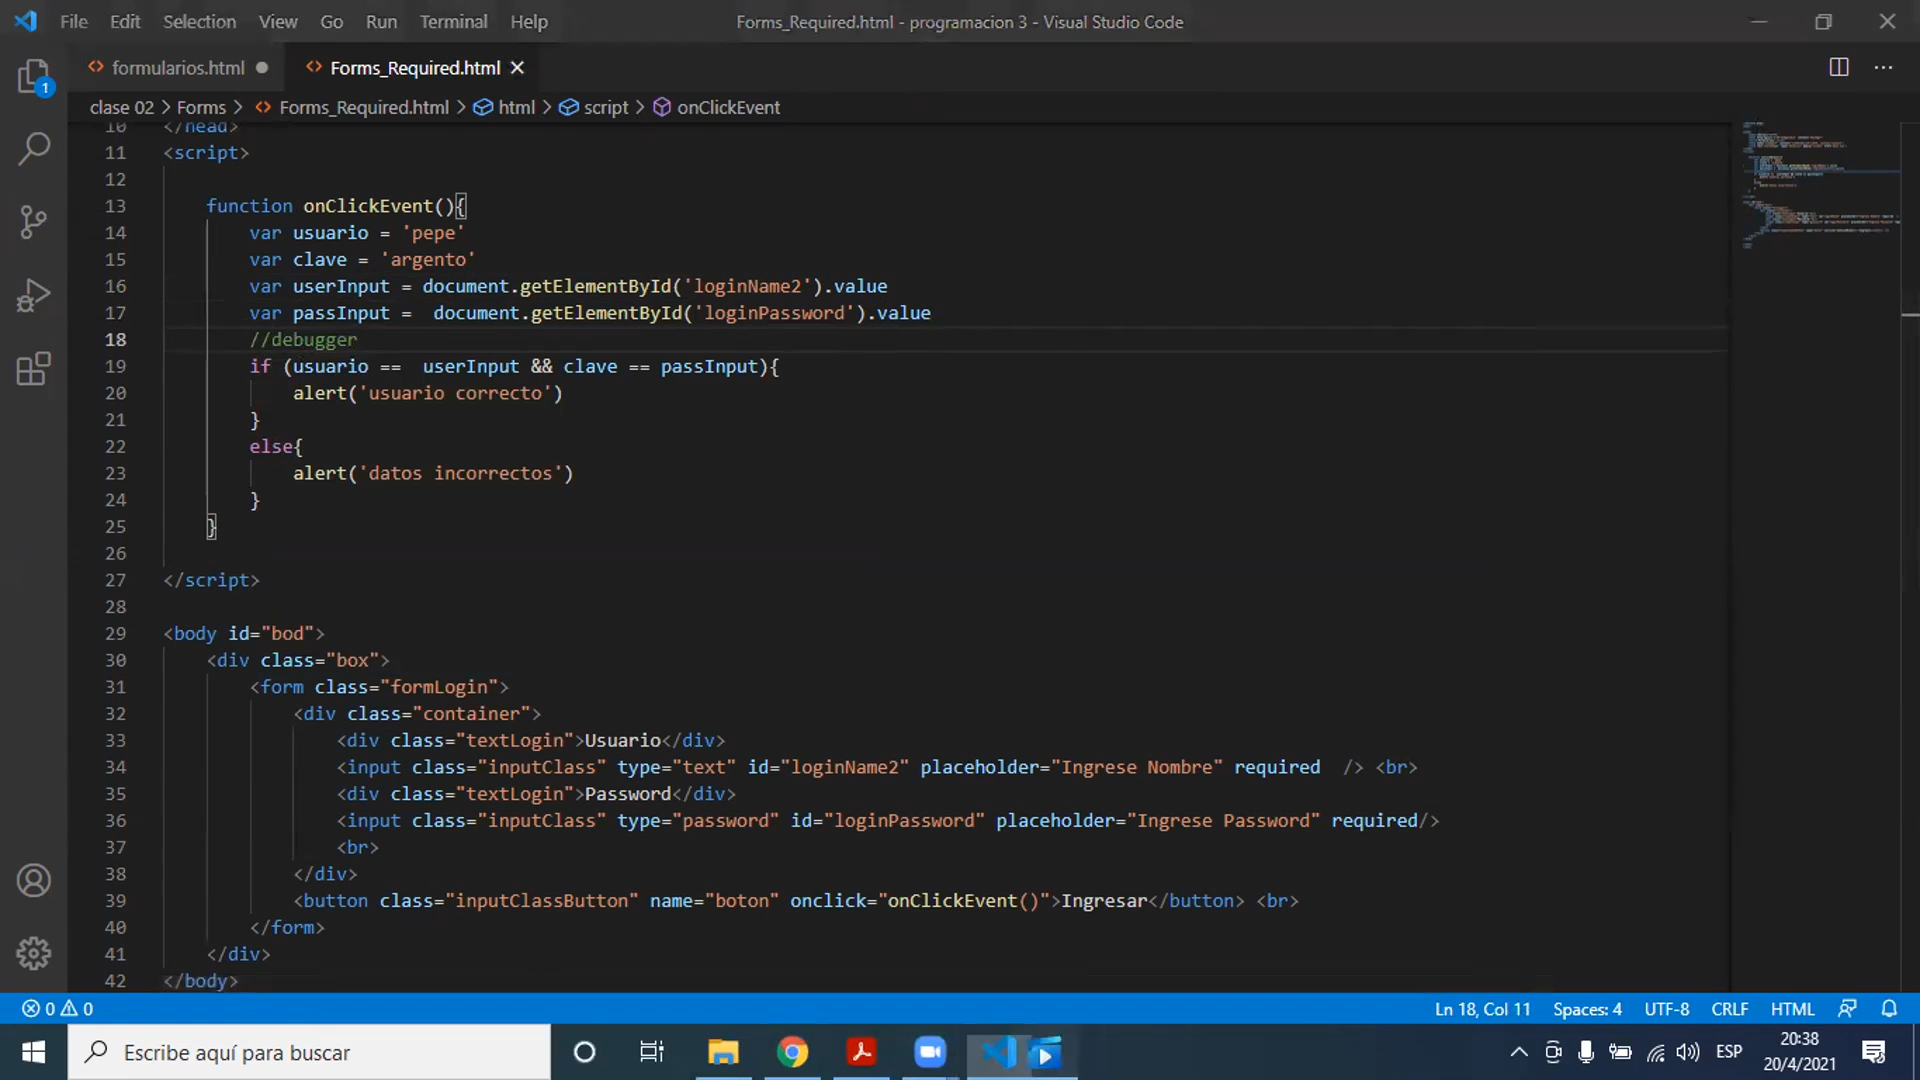 File Edit Selection View Go Run Terminal Help Forms_Required.html - programacion 3 - Visual Studio Code
formularios.html Forms_Required.html
1
clase 02 > Forms > Forms_Required.html > html > script > onClickEvent
10 </head>
11 <script>
12
13 function onClickEvent(){
14 var usuario = 'pepe'
15 var clave = 'argento'
16 var userInput = document.getElementById('loginName2').value
17 var passInput =  document.getElementById('loginPassword').value
18 //debugger
19 if (usuario ==  userInput && clave == passInput){
20 alert('usuario correcto')
21 }
22 else{
23 alert('datos incorrectos')
24 }
25 }
26
27 </script>
28
29 <body id="bod">
30 <div class="box">
31 <form class="formLogin">
32 <div class="container">
33 <div class="textLogin">Usuario</div>
34 <input class="inputClass" type="text" id="loginName2" placeholder="Ingrese Nombre" required  /> <br>
35 <div class="textLogin">Password</div>
36 <input class="inputClass" type="password" id="loginPassword" placeholder="Ingrese Password" required/>
37 <br>
38 </div>
39 <button class="inputClassButton" name="boton" onclick="onClickEvent()">Ingresar</button> <br>
40 </form>
41 </div>
42 </body>
0 0 Ln 18, Col 11 Spaces: 4 UTF-8 CRLF HTML
Escribe aquí para buscar ESP 20:38
20/4/2021